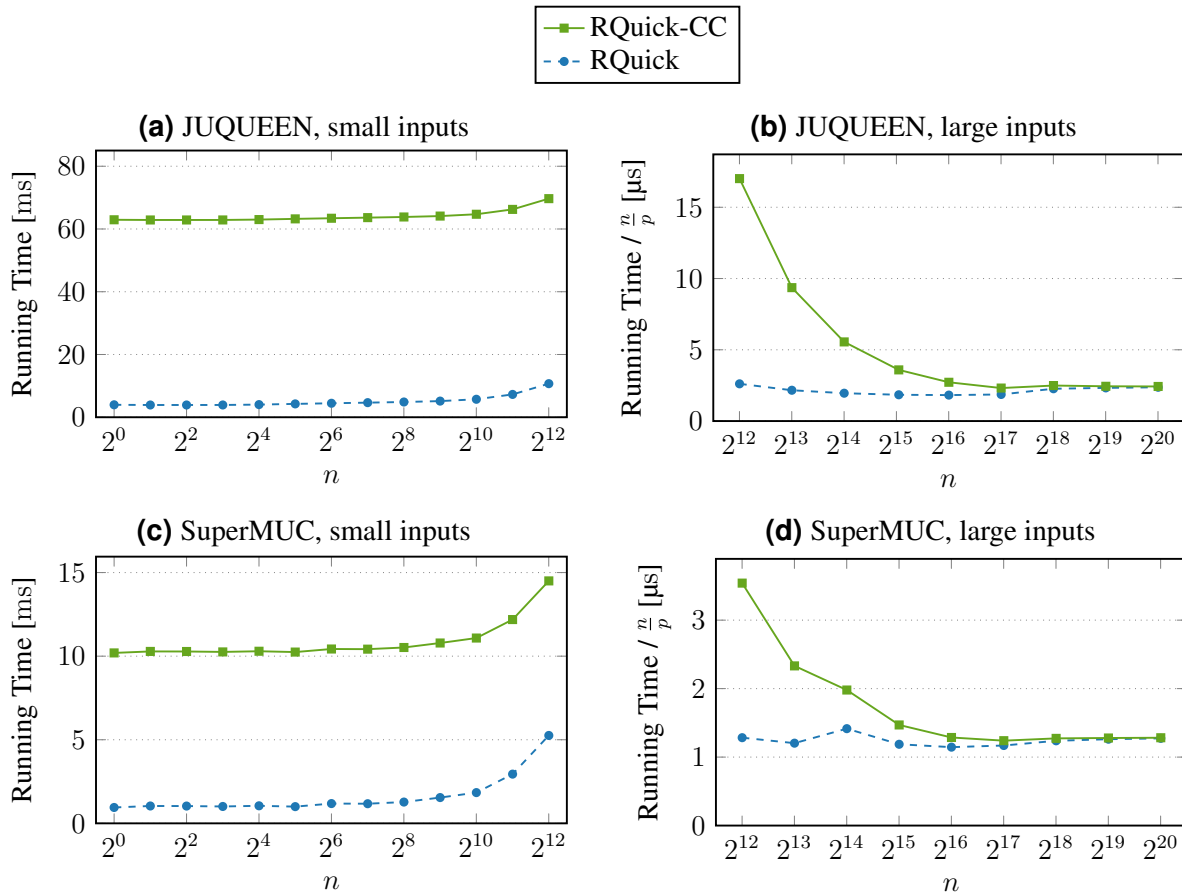 RQuick-CC
RQuick
(a) JUQUEEN, small inputs
Running Time [ms]
80
60
40
20
0
2^0 2^2 2^4 2^6 2^8 2^10 2^12
n
(b) JUQUEEN, large inputs
Running Time / n/p [µs]
15
10
5
0
2^12 2^13 2^14 2^15 2^16 2^17 2^18 2^19 2^20
n
(c) SuperMUC, small inputs
Running Time [ms]
15
10
5
0
2^0 2^2 2^4 2^6 2^8 2^10 2^12
n
(d) SuperMUC, large inputs
Running Time / n/p [µs]
3
2
1
0
2^12 2^13 2^14 2^15 2^16 2^17 2^18 2^19 2^20
n